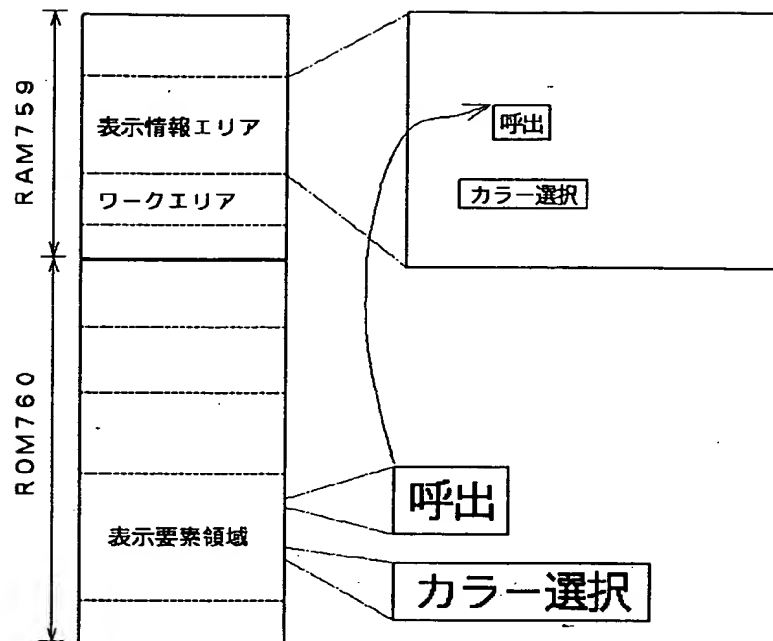 RAM759
表示情報エリア
ワークエリア
呼出
カラー選択
ROM760
表示要素領域
呼出
カラー選択